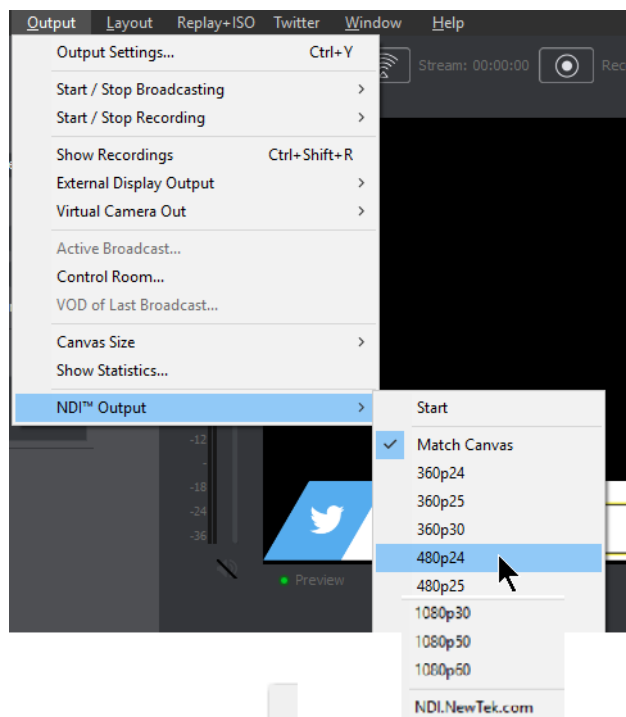 Output Layout Replay+ISO Twitter Window Help
Output Settings... Ctrl+Y
Stream: 00:00:00
Start / Stop Broadcasting
Start / Stop Recording
Show Recordings Ctrl+Shift+R
External Display Output
Virtual Camera Out
Active Broadcast...
Control Room...
VOD of Last Broadcast...
Canvas Size
Show Statistics...
NDI™ Output
Start
-12
Match Canvas
-
360p24
-18
360p25
-24
360p30
-36
480p24
Preview
480p25
1080p30
1080p50
1080p60
NDI.NewTek.com